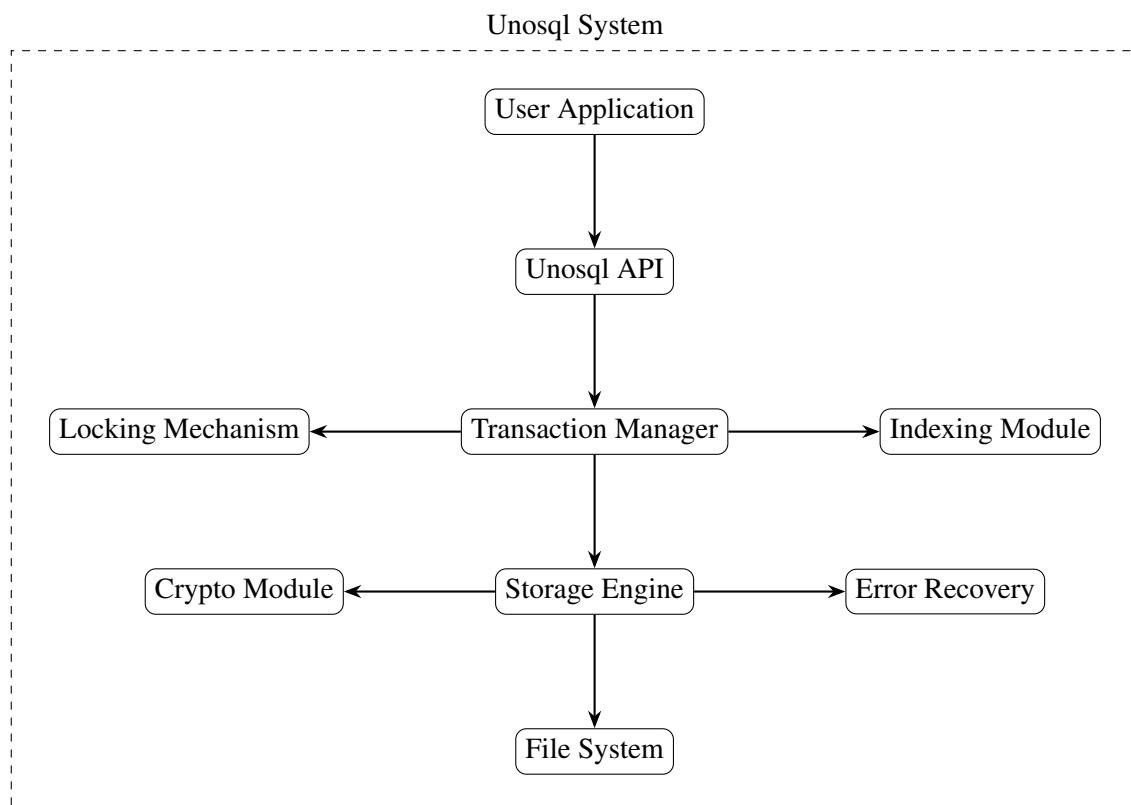 Unosql System
User Application
Unosql API
Locking Mechanism
Transaction Manager
Indexing Module
Crypto Module
Storage Engine
Error Recovery
File System